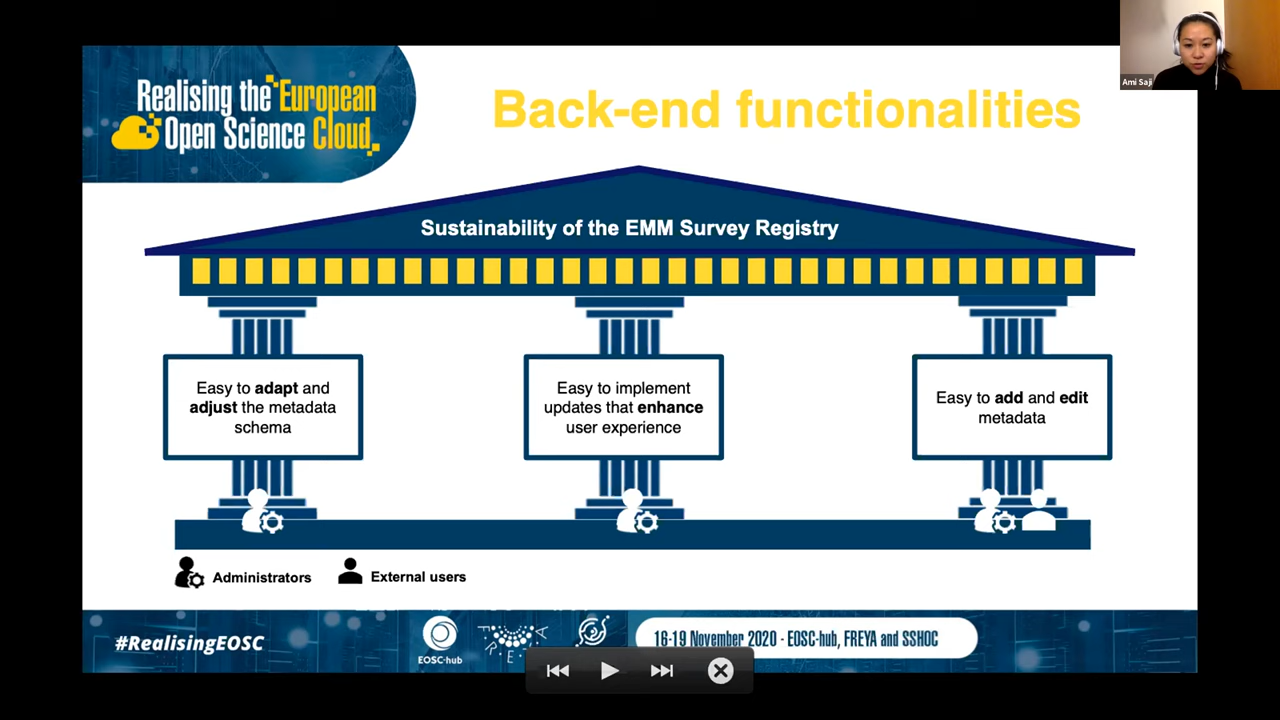 Ami Saji
Realising the European
Open Science Cloud
Back-end functionalities
Sustainability of the EMM Survey Registry
Easy to adapt and
adjust the metadata
schema
Easy to implement
updates that enhance
user experience
Easy to add and edit
metadata
Administrators
External users
#RealisingEOSC
EOSC-hub
16-19 November 2020 - EOSC-hub, FREYA and SSHOC